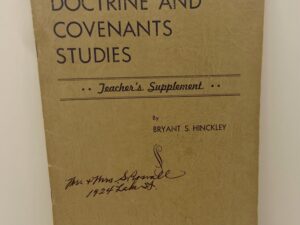 DOCTRINE AND
COVENANTS
STUDIES
·· Teacher's Supplement ··
By
BRYANT S. HINCKLEY
Mr & Mrs S
1924 Lake St